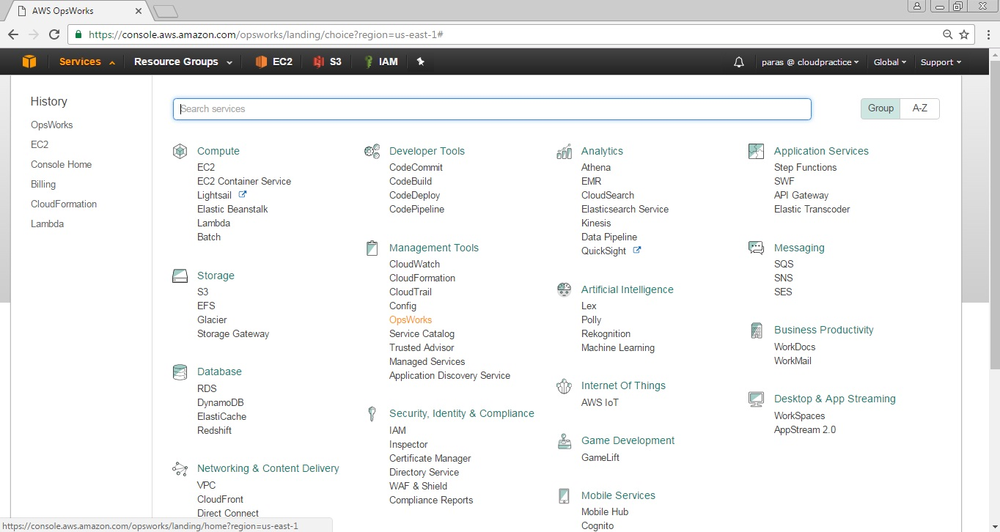 AWS OpsWorks
https://console.aws.amazon.com/opsworks/landing/choice?region=us-east-1#
Services
Resource Groups
EC2
S3
IAM
paras @ cloudpractice
Global
Support
History
OpsWorks
EC2
Console Home
Billing
CloudFormation
Lambda
Search services
Group
A-Z
Compute
EC2
EC2 Container Service
Lightsail
Elastic Beanstalk
Lambda
Batch
Storage
S3
EFS
Glacier
Storage Gateway
Database
RDS
DynamoDB
ElastiCache
Redshift
Networking & Content Delivery
VPC
CloudFront
Direct Connect
Developer Tools
CodeCommit
CodeBuild
CodeDeploy
CodePipeline
Management Tools
CloudWatch
CloudFormation
CloudTrail
Config
OpsWorks
Service Catalog
Trusted Advisor
Managed Services
Application Discovery Service
Security, Identity & Compliance
IAM
Inspector
Certificate Manager
Directory Service
WAF & Shield
Compliance Reports
Analytics
Athena
EMR
CloudSearch
Elasticsearch Service
Kinesis
Data Pipeline
QuickSight
Artificial Intelligence
Lex
Polly
Rekognition
Machine Learning
Internet Of Things
AWS IoT
Game Development
GameLift
Mobile Services
Mobile Hub
Cognito
Application Services
Step Functions
SWF
API Gateway
Elastic Transcoder
Messaging
SQS
SNS
SES
Business Productivity
WorkDocs
WorkMail
Desktop & App Streaming
WorkSpaces
AppStream 2.0
https://console.aws.amazon.com/opsworks/landing/home?region=us-east-1